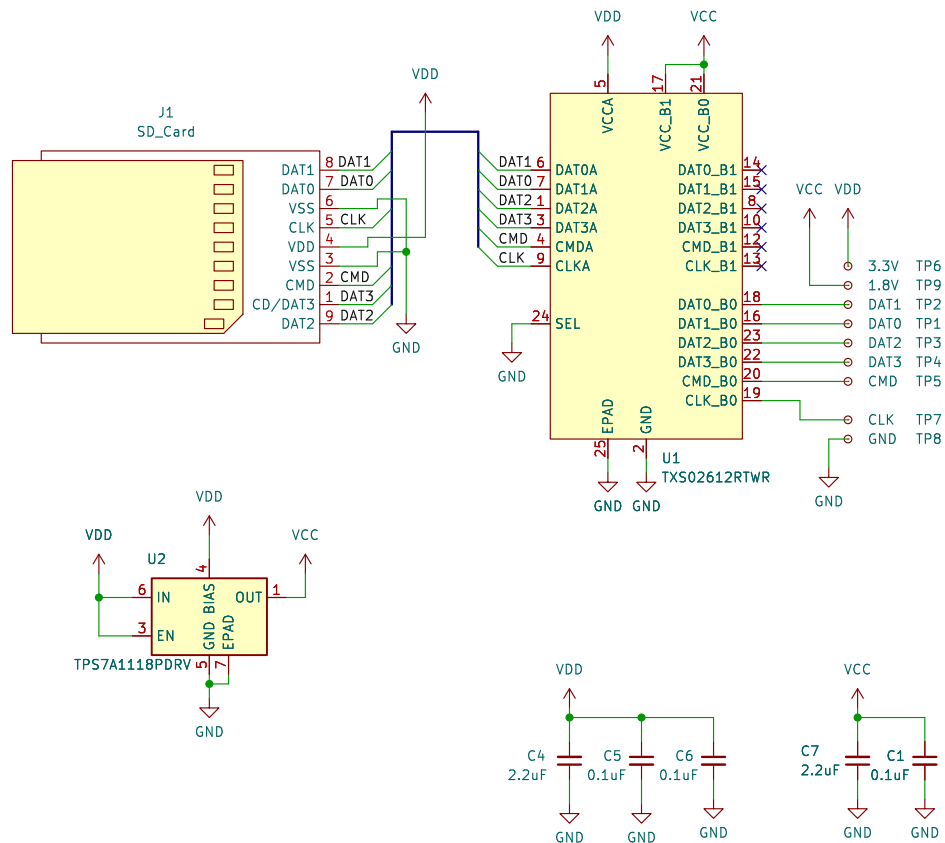 VDD
VCC
VDD
J1
SD_Card
DAT1 8 DAT1
DAT0 7 DAT0
VSS 6
CLK 5 CLK
VDD 4
VSS 3
CMD 2 CMD
CD/DAT3 1 DAT3
DAT2 9 DAT2
GND
5 17 21
VCCA VCC_B1 VCC_B0
DAT1 6 DAT0A
DAT0 7 DAT1A
DAT2 1 DAT2A
DAT3 3 DAT3A
CMD 4 CMDA
CLK 9 CLKA
24 SEL
GND
DAT0_B1 14
DAT1_B1 15
DAT2_B1 8
DAT3_B1 10
CMD_B1 12
CLK_B1 13
DAT0_B0 18
DAT1_B0 16
DAT2_B0 23
DAT3_B0 22
CMD_B0 20
CLK_B0 19
EPAD GND
25 2
U1
TXS02612RTWR
GND GND
VCC VDD
3.3V TP6
1.8V TP9
DAT1 TP2
DAT0 TP1
DAT2 TP3
DAT3 TP4
CMD TP5
CLK TP7
GND TP8
GND
VDD
VDD
VCC
U2
4
6 IN
3 EN
BIAS
OUT 1
GND
EPAD
TPS7A1118PDRV
5 7
GND
VDD
C4
2.2uF
C5
0.1uF
C6
0.1uF
GND
GND
GND
VCC
C7
2.2uF
C1
0.1uF
GND
GND